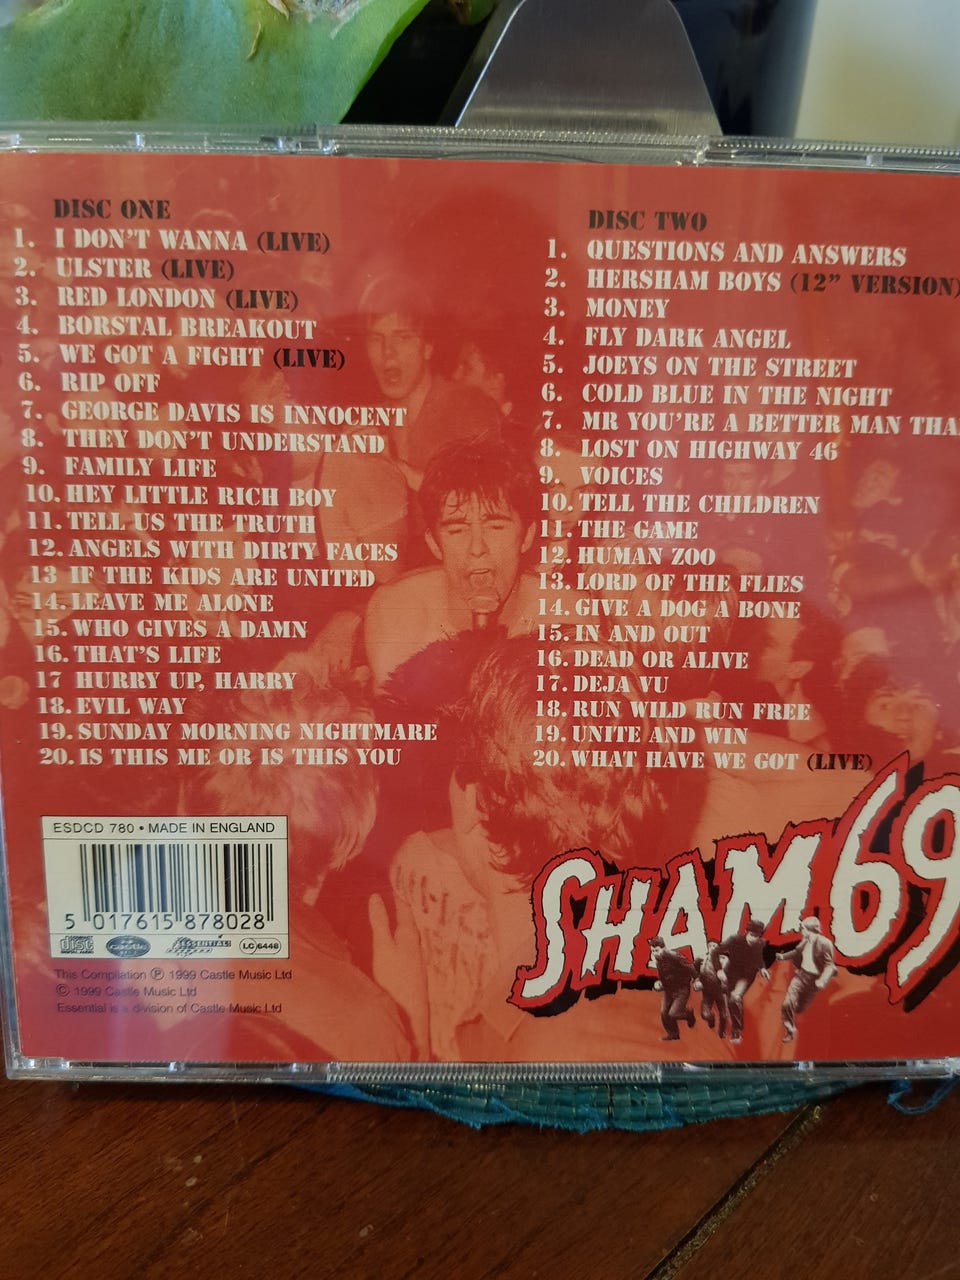 DISC ONE
1. I DON'T WANNA (LIVE)
2. ULSTER (LIVE)
3. RED LONDON (LIVE)
4. BORSTAL BREAKOUT
5. WE GOT A FIGHT (LIVE)
6. RIP OFF
7. GEORGE DAVIS IS INNOCENT
8. THEY DON'T UNDERSTAND
9. FAMILY LIFE
10. HEY LITTLE RICH BOY
11. TELL US THE TRUTH
12. ANGELS WITH DIRTY FACES
13 IF THE KIDS ARE UNITED
14. LEAVE ME ALONE
15. WHO GIVES A DAMN
16. THAT'S LIFE
17 HURRY UP, HARRY
18. EVIL WAY
19. SUNDAY MORNING NIGHTMARE
20. IS THIS ME OR IS THIS YOU
DISC TWO
1. QUESTIONS AND ANSWERS
2. HERSHAM BOYS (12" VERSION)
3. MONEY
4. FLY DARK ANGEL
5. JOEYS ON THE STREET
6. COLD BLUE IN THE NIGHT
7. MR YOU'RE A BETTER MAN THA
8. LOST ON HIGHWAY 46
9. VOICES
10. TELL THE CHILDREN
11. THE GAME
12. HUMAN ZOO
13. LORD OF THE FLIES
14. GIVE A DOG A BONE
15. IN AND OUT
16. DEAD OR ALIVE
17. DEJA VU
18. RUN WILD RUN FREE
19. UNITE AND WIN
20. WHAT HAVE WE GOT (LIVE)
ESDCD 780 • MADE IN ENGLAND
5 017615 878028
COMPACT disc DIGITAL AUDIO
Castle
ESSENTIAL!
LC 6448
This Compilation ℗ 1999 Castle Music Ltd
© 1999 Castle Music Ltd
Essential is a division of Castle Music Ltd
SHAM 69